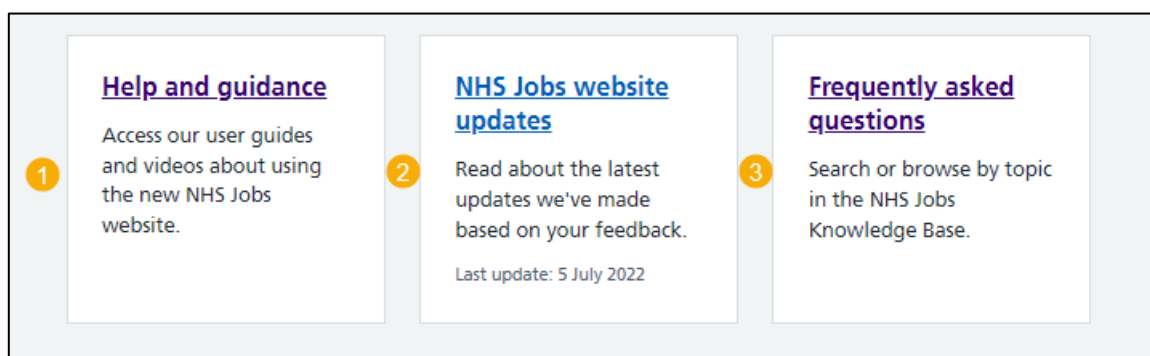 1
Help and guidance
Access our user guides
and videos about using
the new NHS Jobs
website.
2
NHS Jobs website
updates
Read about the latest
updates we've made
based on your feedback.
Last update: 5 July 2022
3
Frequently asked
questions
Search or browse by topic
in the NHS Jobs
Knowledge Base.